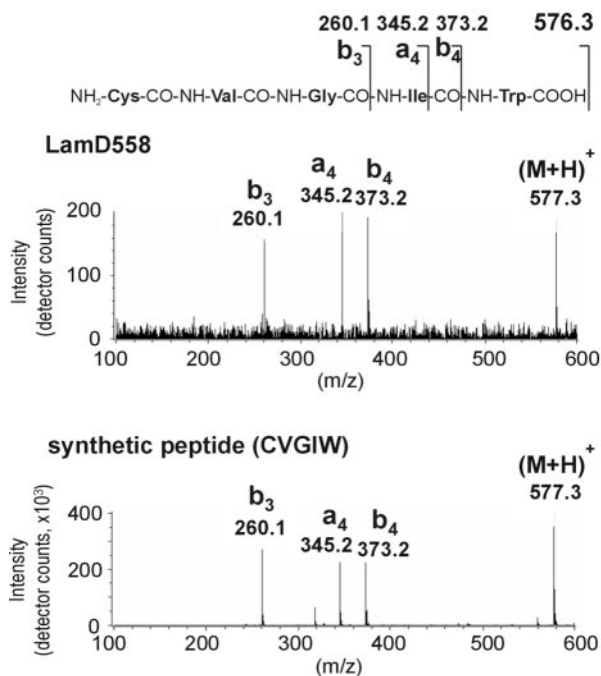 260.1 345.2 373.2 576.3
b₃ a₄ b₄
NH₂-Cys-CO-NH-Val-CO-NH-Gly-CO-NH-Ile-CO-NH-Trp-COOH
LamD558
b₃ 260.1
a₄ 345.2
b₄ 373.2
(M+H)⁺
577.3
Intensity
(detector counts)
200
100
0
100 200 300 400 500 600
(m/z)
synthetic peptide (CVGIW)
b₃ 260.1
a₄ 345.2
b₄ 373.2
(M+H)⁺
577.3
Intensity
(detector counts, x10³)
400
200
0
100 200 300 400 500 600
(m/z)